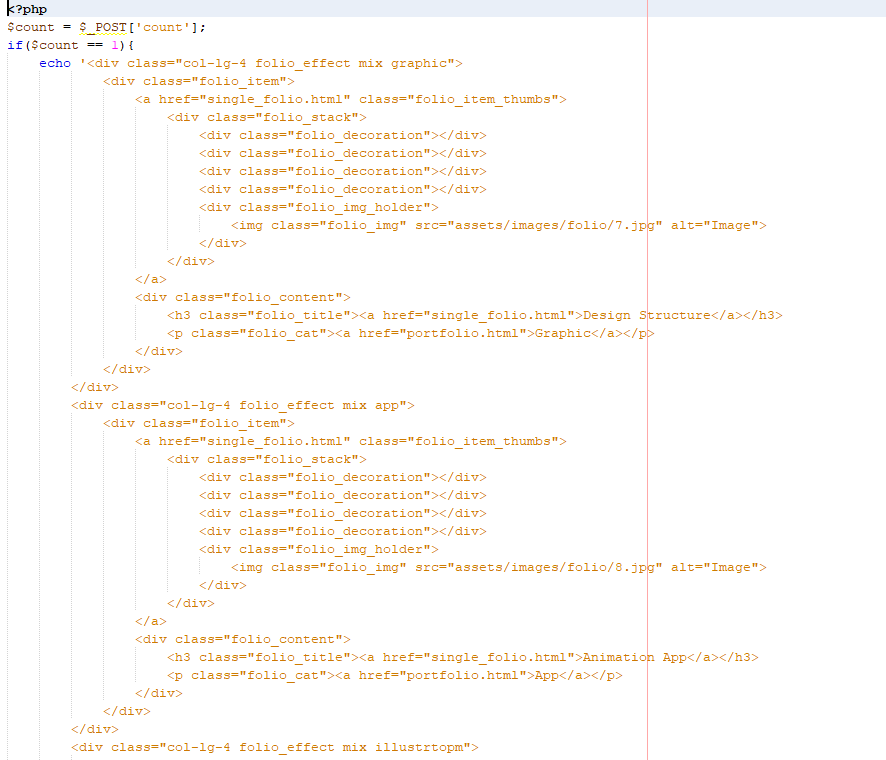 <?php
$count = $_POST['count'];
if($count == 1){
echo '<div class="col-lg-4 folio_effect mix graphic">
<div class="folio_item">
<a href="single_folio.html" class="folio_item_thumbs">
<div class="folio_stack">
<div class="folio_decoration"></div>
<div class="folio_decoration"></div>
<div class="folio_decoration"></div>
<div class="folio_decoration"></div>
<div class="folio_img_holder">
<img class="folio_img" src="assets/images/folio/7.jpg" alt="Image">
</div>
</div>
</a>
<div class="folio_content">
<h3 class="folio_title"><a href="single_folio.html">Design Structure</a></h3>
<p class="folio_cat"><a href="portfolio.html">Graphic</a></p>
</div>
</div>
</div>
<div class="col-lg-4 folio_effect mix app">
<div class="folio_item">
<a href="single_folio.html" class="folio_item_thumbs">
<div class="folio_stack">
<div class="folio_decoration"></div>
<div class="folio_decoration"></div>
<div class="folio_decoration"></div>
<div class="folio_decoration"></div>
<div class="folio_img_holder">
<img class="folio_img" src="assets/images/folio/8.jpg" alt="Image">
</div>
</div>
</a>
<div class="folio_content">
<h3 class="folio_title"><a href="single_folio.html">Animation App</a></h3>
<p class="folio_cat"><a href="portfolio.html">App</a></p>
</div>
</div>
</div>
<div class="col-lg-4 folio_effect mix illustrtopm">